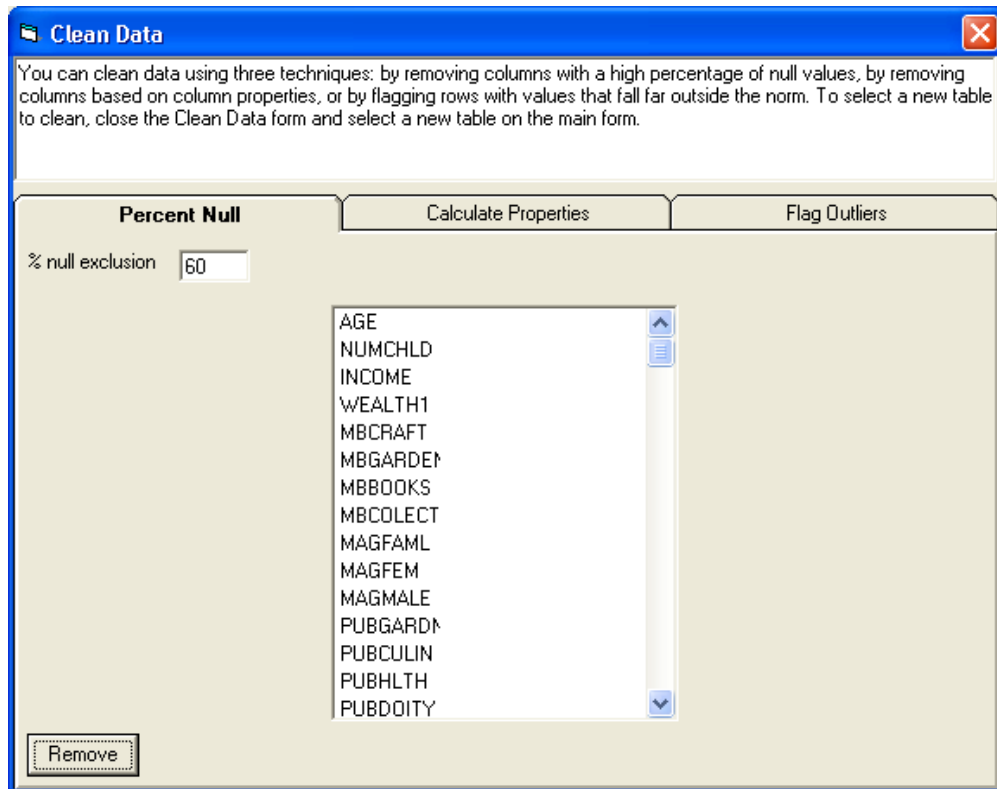 Clean Data
You can clean data using three techniques: by removing columns with a high percentage of null values, by removing
columns based on column properties, or by flagging rows with values that fall far outside the norm. To select a new table
to clean, close the Clean Data form and select a new table on the main form.
Percent Null
Calculate Properties
Flag Outliers
% null exclusion
60
AGE
NUMCHLD
INCOME
WEALTH1
MBCRAFT
MBGARDEN
MBBOOKS
MBCOLECT
MAGFAML
MAGFEM
MAGMALE
PUBGARDN
PUBCULIN
PUBHLTH
PUBDOITY
Remove